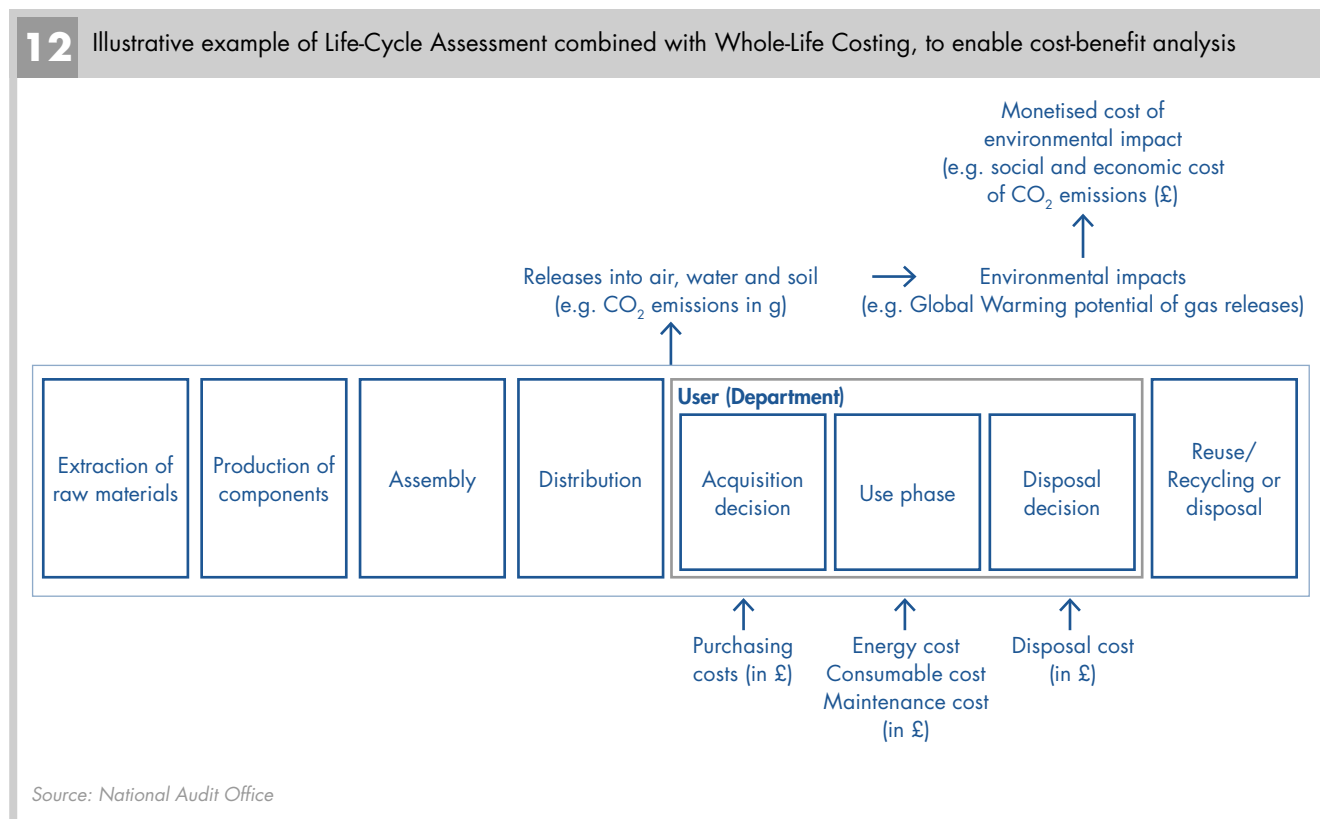 12 Illustrative example of Life-Cycle Assessment combined with Whole-Life Costing, to enable cost-benefit analysis
Monetised cost of
environmental impact
(e.g. social and economic cost
of CO₂ emissions (£)
Releases into air, water and soil
(e.g. CO₂ emissions in g)
Environmental impacts
(e.g. Global Warming potential of gas releases)
Extraction of
raw materials
Production of
components
Assembly
Distribution
User (Department)
Acquisition
decision
Use phase
Disposal
decision
Reuse/
Recycling or
disposal
Purchasing
costs (in £)
Energy cost
Consumable cost
Maintenance cost
(in £)
Disposal cost
(in £)
Source: National Audit Office